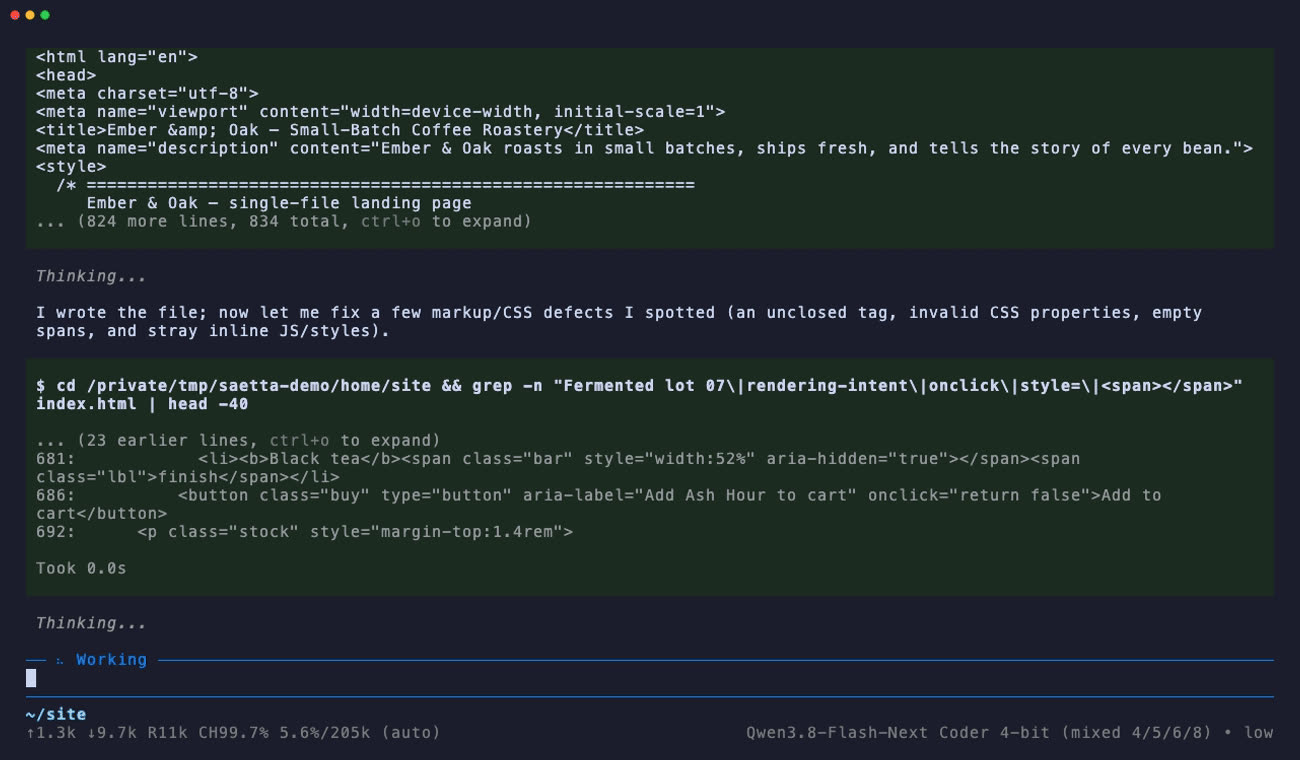 <html lang="en">
<head>
<meta charset="utf-8">
<meta name="viewport" content="width=device-width, initial-scale=1">
<title>Ember &amp; Oak — Small-Batch Coffee Roastery</title>
<meta name="description" content="Ember & Oak roasts in small batches, ships fresh, and tells the story of every bean.">
<style>
/* ============================================================
Ember & Oak — single-file landing page
... (824 more lines, 834 total, ctrl+o to expand)
Thinking...
I wrote the file; now let me fix a few markup/CSS defects I spotted (an unclosed tag, invalid CSS properties, empty
spans, and stray inline JS/styles).
$ cd /private/tmp/saetta-demo/home/site && grep -n "Fermented lot 07\|rendering-intent\|onclick\|style=\|<span></span>"
index.html | head -40
... (23 earlier lines, ctrl+o to expand)
681:            <li><b>Black tea</b><span class="bar" style="width:52%" aria-hidden="true"></span><span
class="lbl">finish</span></li>
686:          <button class="buy" type="button" aria-label="Add Ash Hour to cart" onclick="return false">Add to
cart</button>
692:      <p class="stock" style="margin-top:1.4rem">
Took 0.0s
Thinking...
Working
~/site
↑1.3k ↓9.7k R11k CH99.7% 5.6%/205k (auto) Qwen3.8-Flash-Next Coder 4-bit (mixed 4/5/6/8) • low